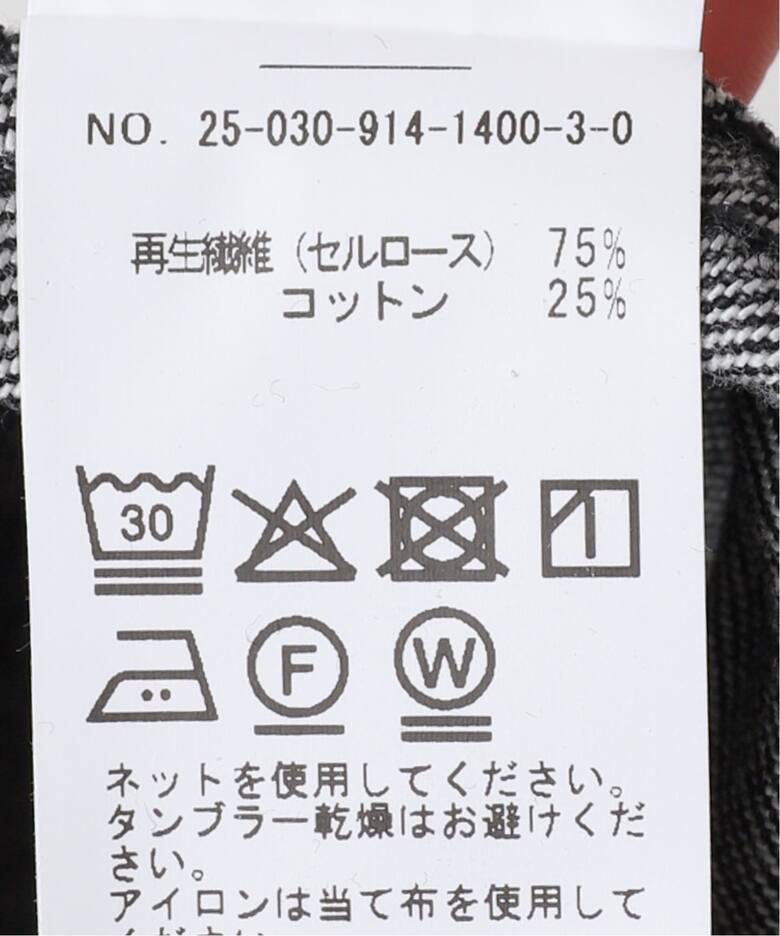 NO. 25-030-914-1400-3-0
再生繊維（セルロース） 75%
コットン 25%
30
F W
ネットを使用してください。
タンブラー乾燥はお避けくだ
さい。
アイロンは当て布を使用して